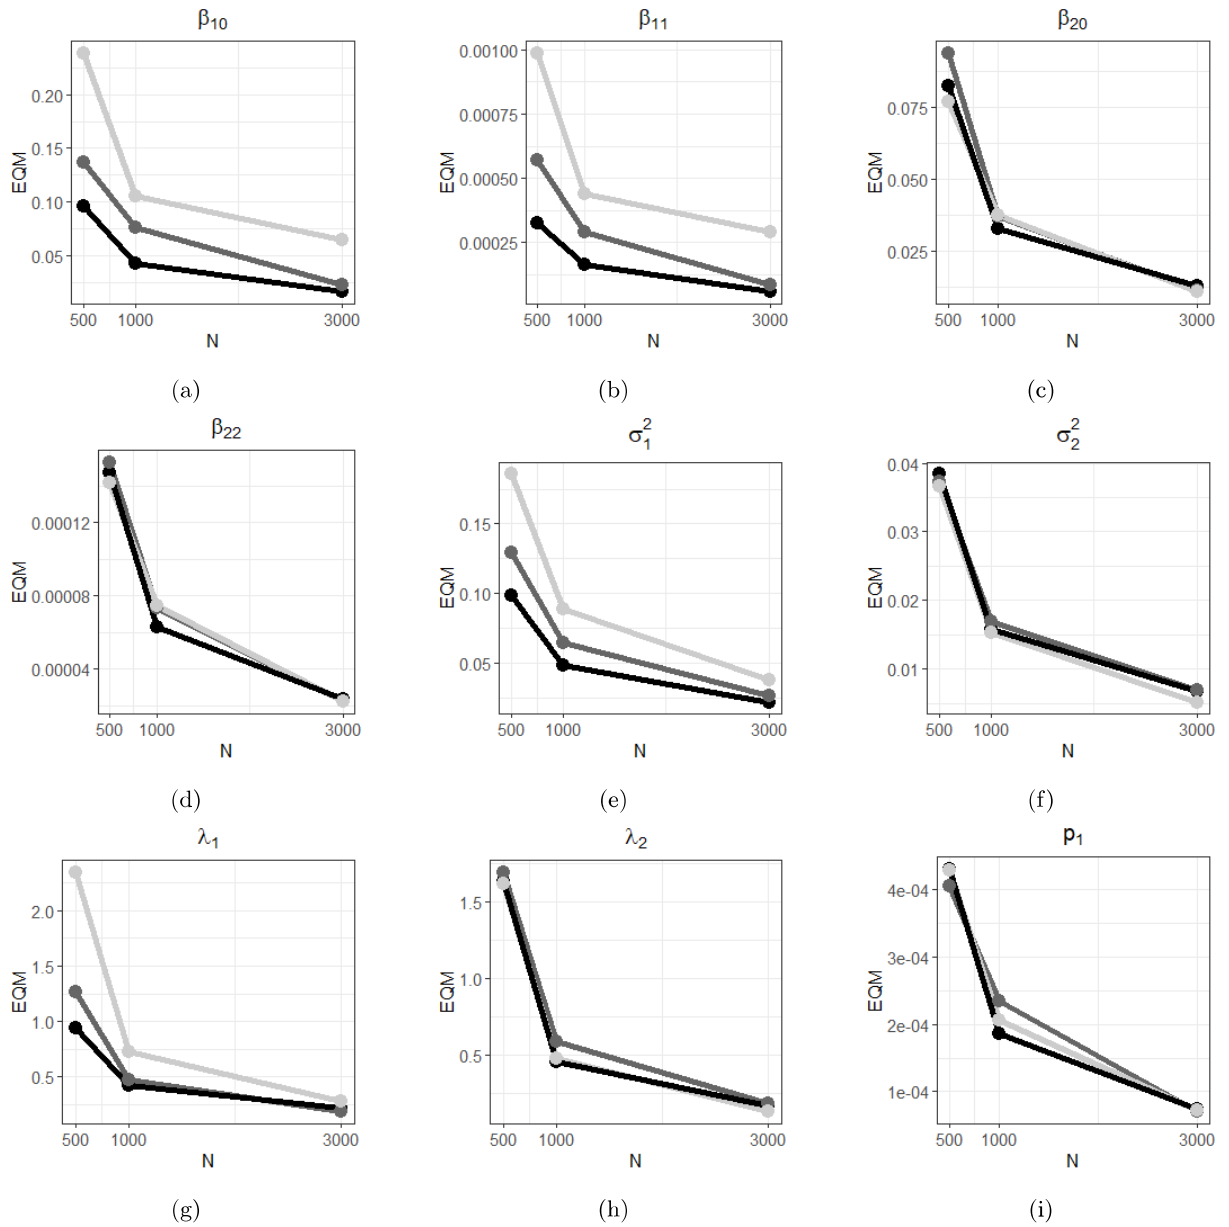 β10
EQM
0.20
0.15
0.10
0.05
500 1000 3000
N
(a)
β11
EQM
0.00100
0.00075
0.00050
0.00025
500 1000 3000
N
(b)
β20
EQM
0.075
0.050
0.025
500 1000 3000
N
(c)
β22
EQM
0.00012
0.00008
0.00004
500 1000 3000
N
(d)
σ²1
EQM
0.15
0.10
0.05
500 1000 3000
N
(e)
σ²2
EQM
0.04
0.03
0.02
0.01
500 1000 3000
N
(f)
λ1
EQM
2.0
1.5
1.0
0.5
500 1000 3000
N
(g)
λ2
EQM
1.5
1.0
0.5
500 1000 3000
N
(h)
p1
EQM
4e-04
3e-04
2e-04
1e-04
500 1000 3000
N
(i)